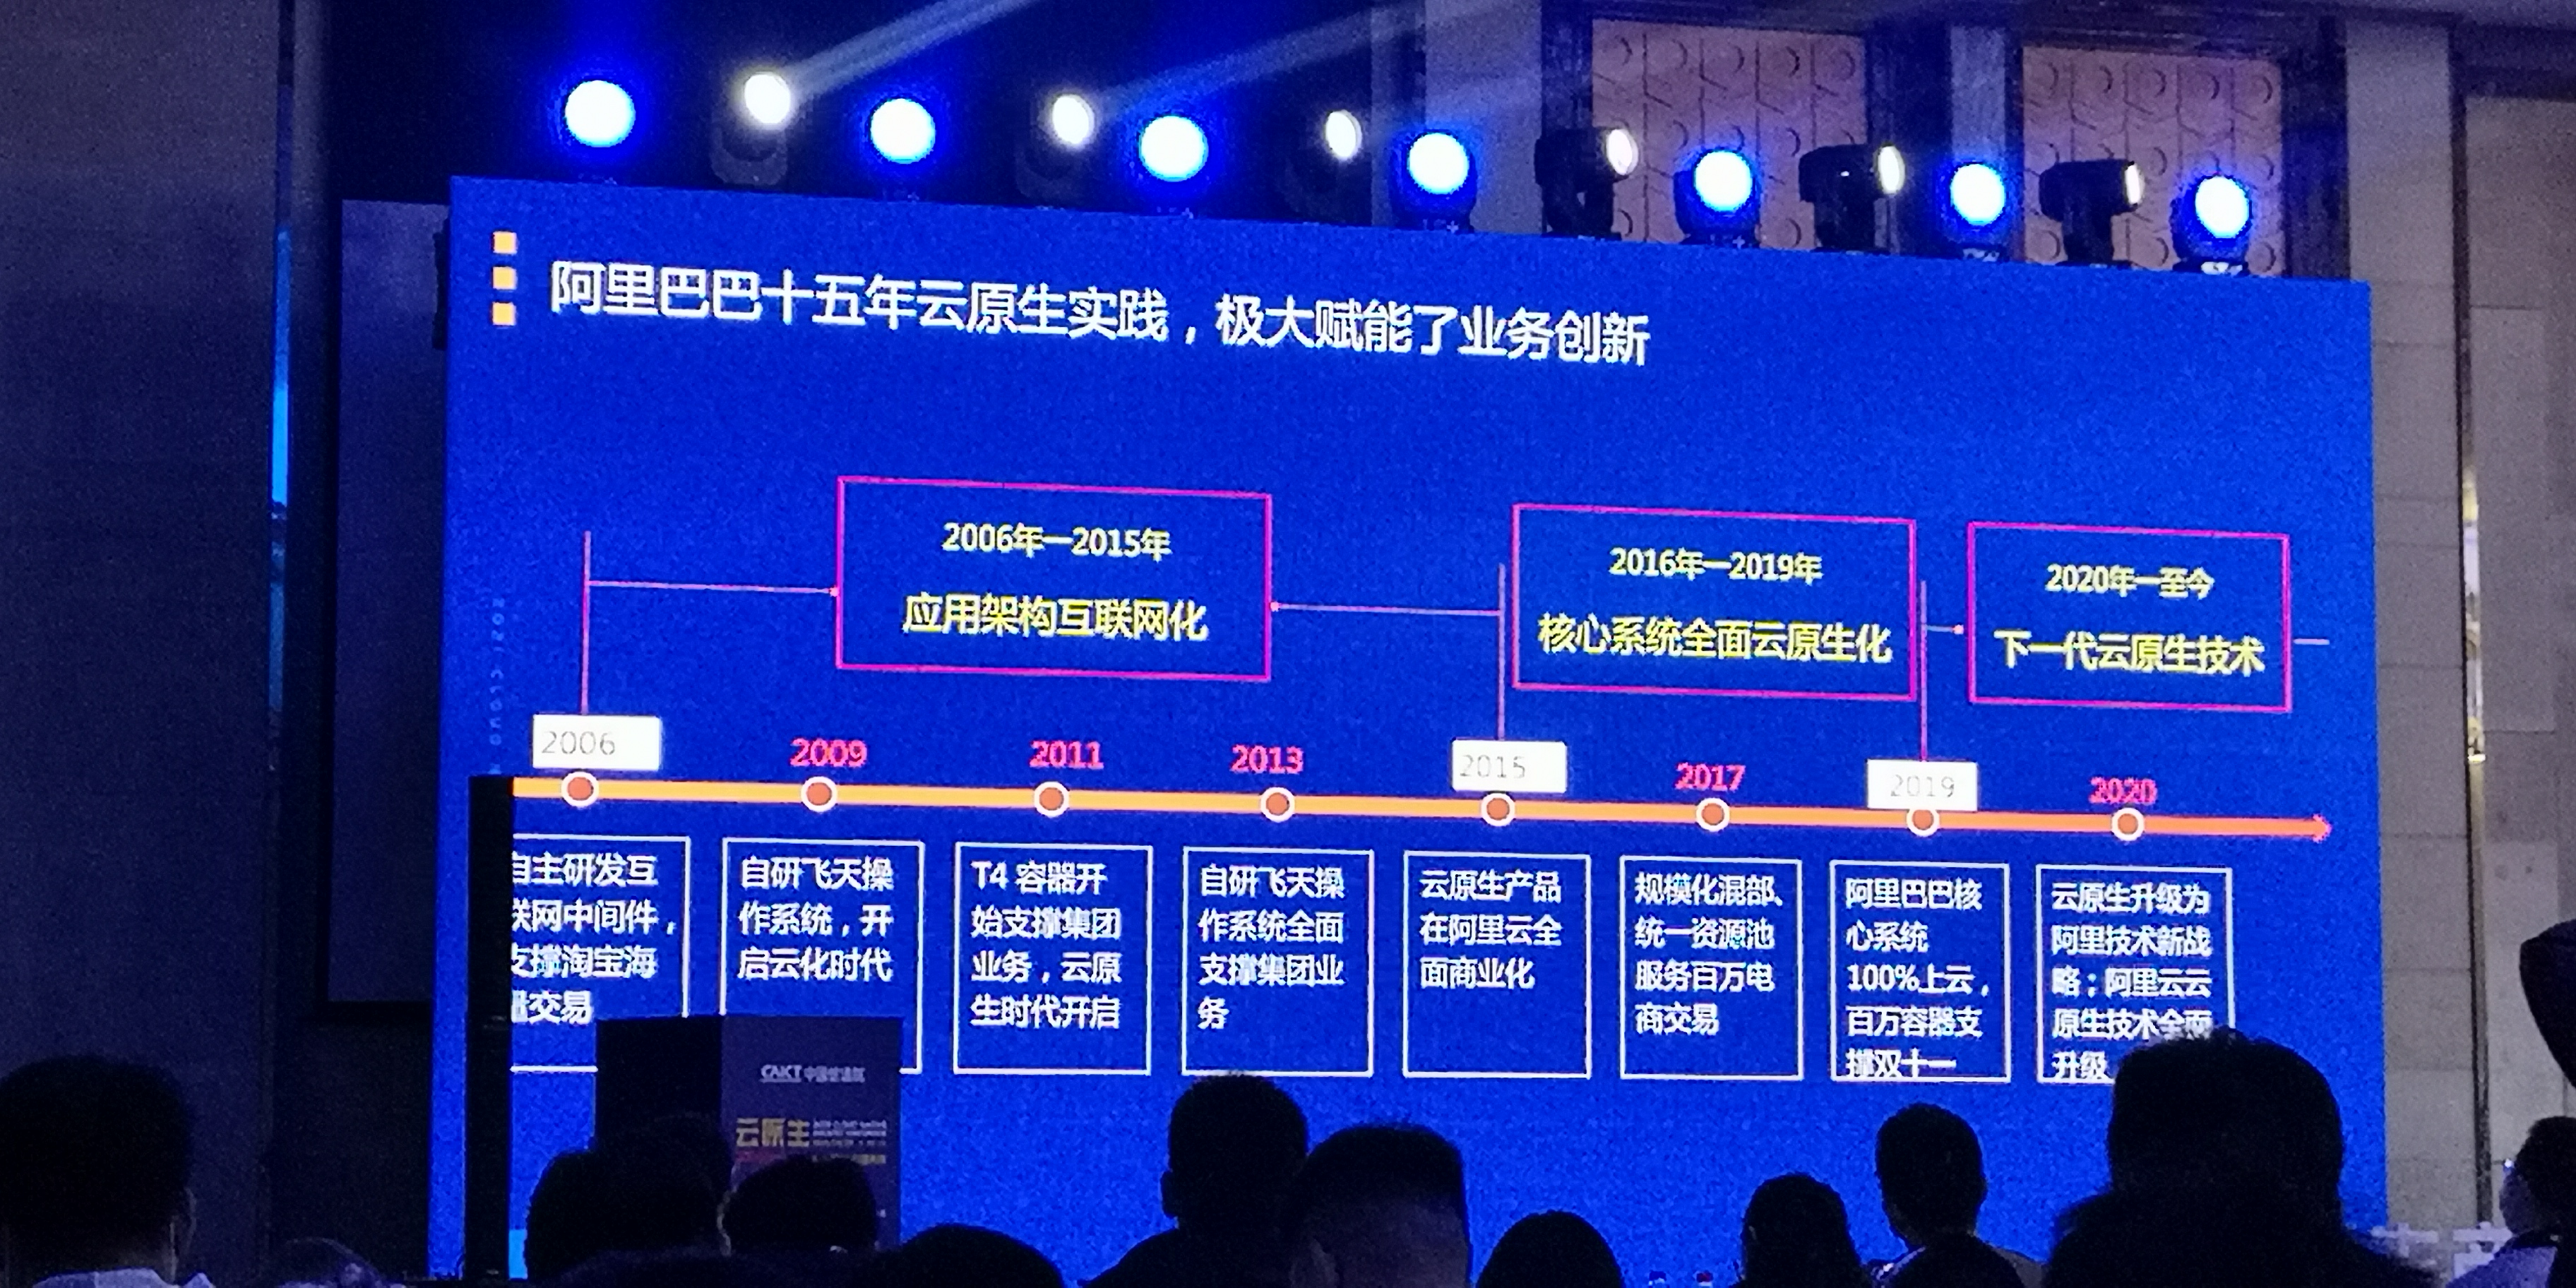 阿里巴巴十五年云原生实践，极大赋能了业务创新
2006年—2015年
应用架构互联网化
2016年—2019年
核心系统全面云原生化
2020年—至今
下一代云原生技术
2006
2009
2011
2013
2015
2017
2019
2020
自主研发互
联网中间件，
支撑淘宝海
量交易
自研飞天操
作系统，开
启云化时代
T4 容器开
始支撑集团
业务，云原
生时代开启
自研飞天操
作系统全面
支撑集团业
务
云原生产品
在阿里云全
面商业化
规模化混部、
统一资源池
服务百万电
商交易
阿里巴巴核
心系统
100%上云，
百万容器支
撑双十一
云原生升级为
阿里技术新战
略；阿里云云
原生技术全面
升级
CAICT 中国信通院
云原生